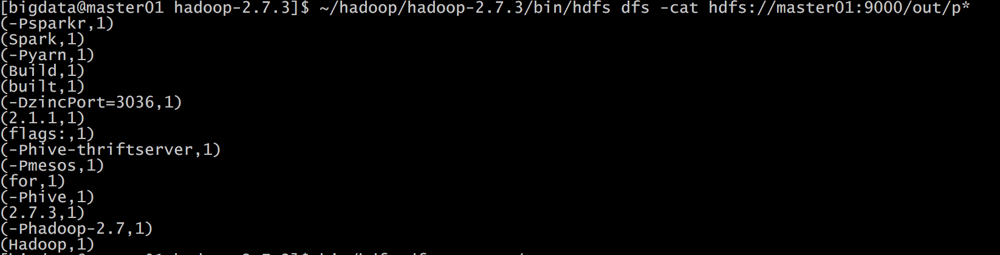 [bigdata@master01 hadoop-2.7.3]$ ~/hadoop/hadoop-2.7.3/bin/hdfs dfs -cat hdfs://master01:9000/out/p*
(-Psparkr,1)
(Spark,1)
(-Pyarn,1)
(Build,1)
(built,1)
(-DzincPort=3036,1)
(2.1.1,1)
(flags:,1)
(-Phive-thriftserver,1)
(-Pmesos,1)
(for,1)
(-Phive,1)
(2.7.3,1)
(-Phadoop-2.7,1)
(Hadoop,1)